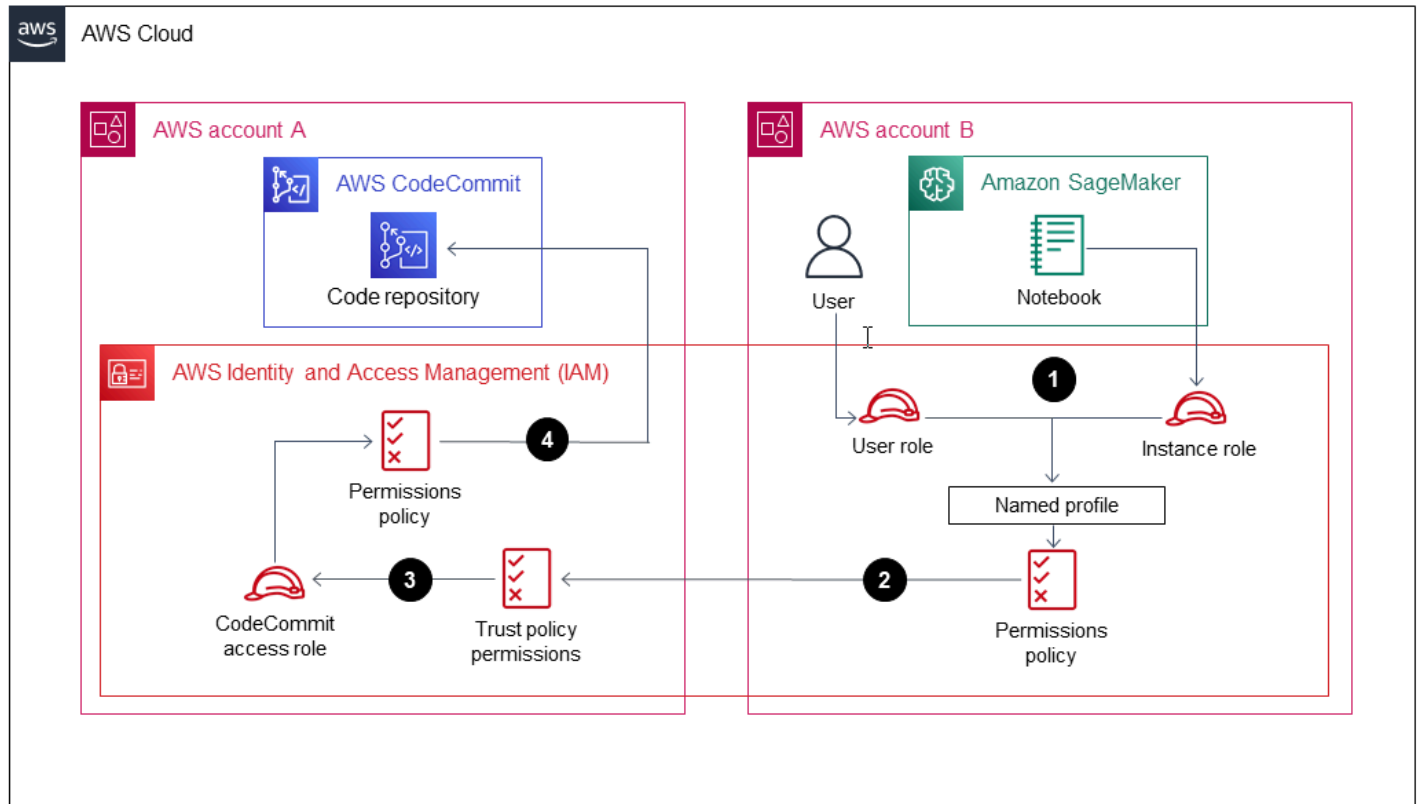 aws
AWS Cloud
AWS account A
AWS account B
AWS CodeCommit
Code repository
Amazon SageMaker
User
Notebook
AWS Identity and Access Management (IAM)
1
User role
Instance role
4
Permissions
policy
Named profile
3
2
CodeCommit
access role
Trust policy
permissions
Permissions
policy